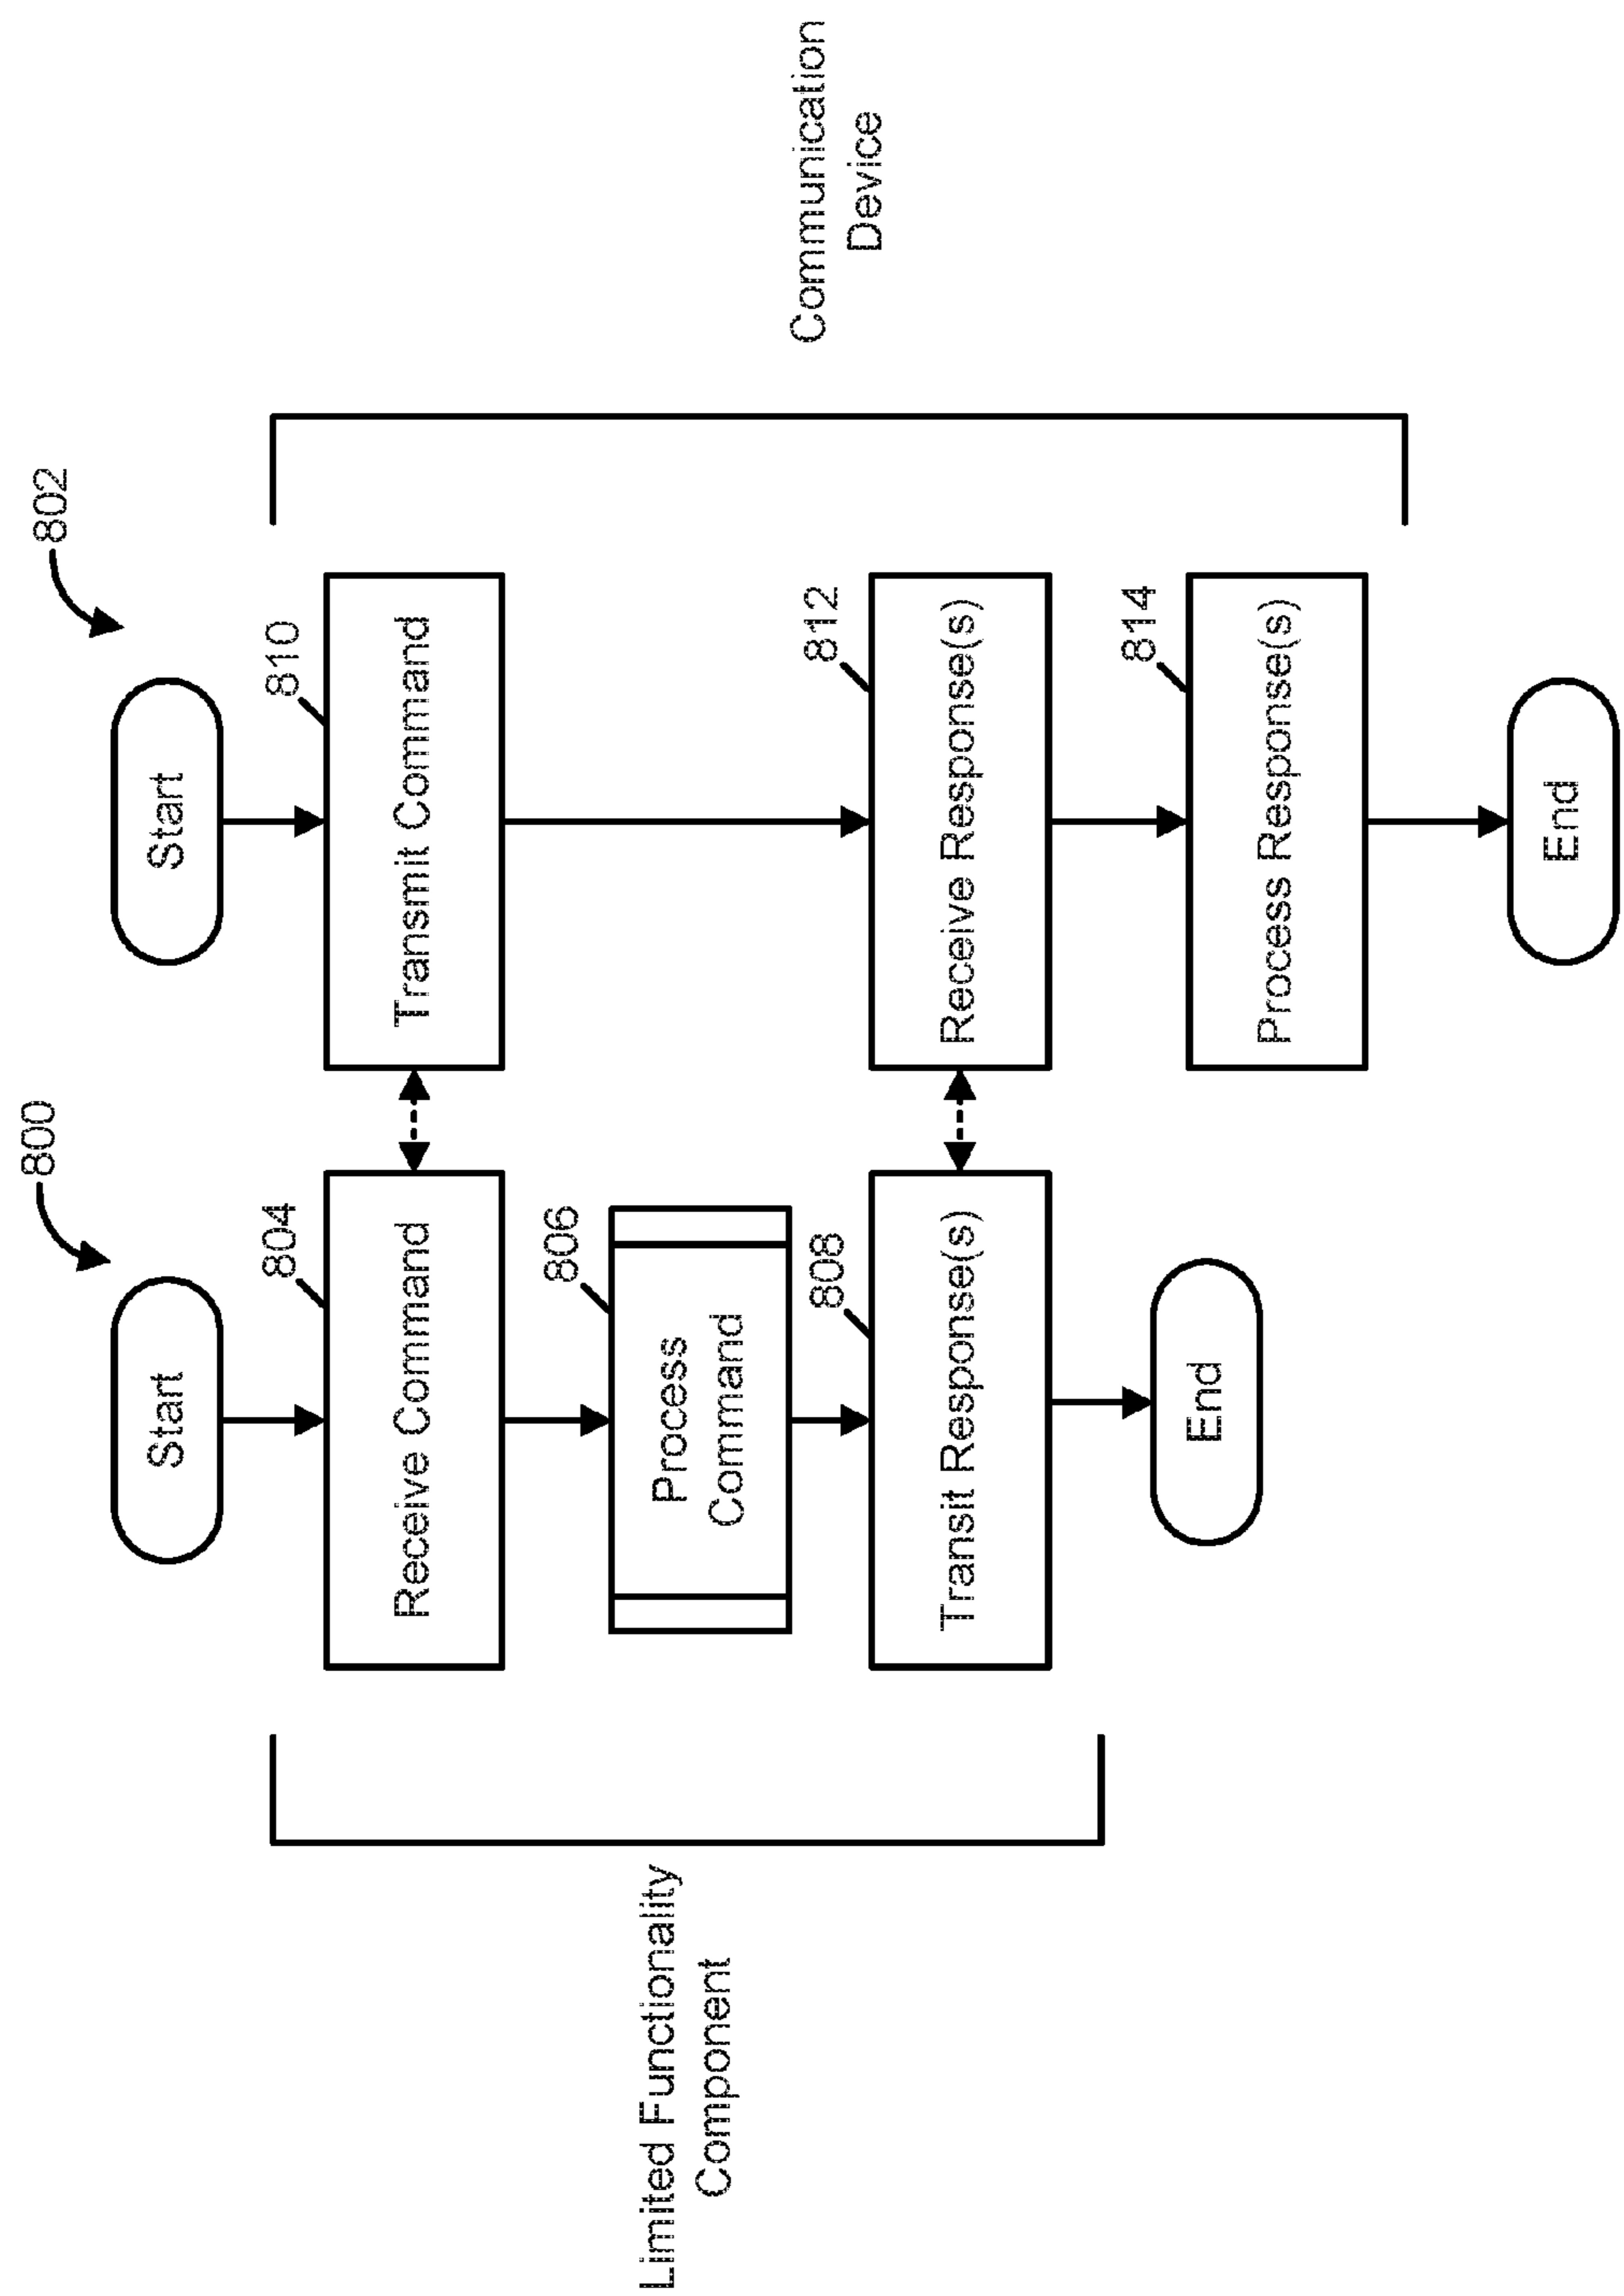 800
802
Start
Start
804
810
Receive Command
Transmit Command
806
Process
Command
Limited Functionality
Component
Communication
Device
808
812
Transit Response(s)
Receive Response(s)
814
Process Response(s)
End
End